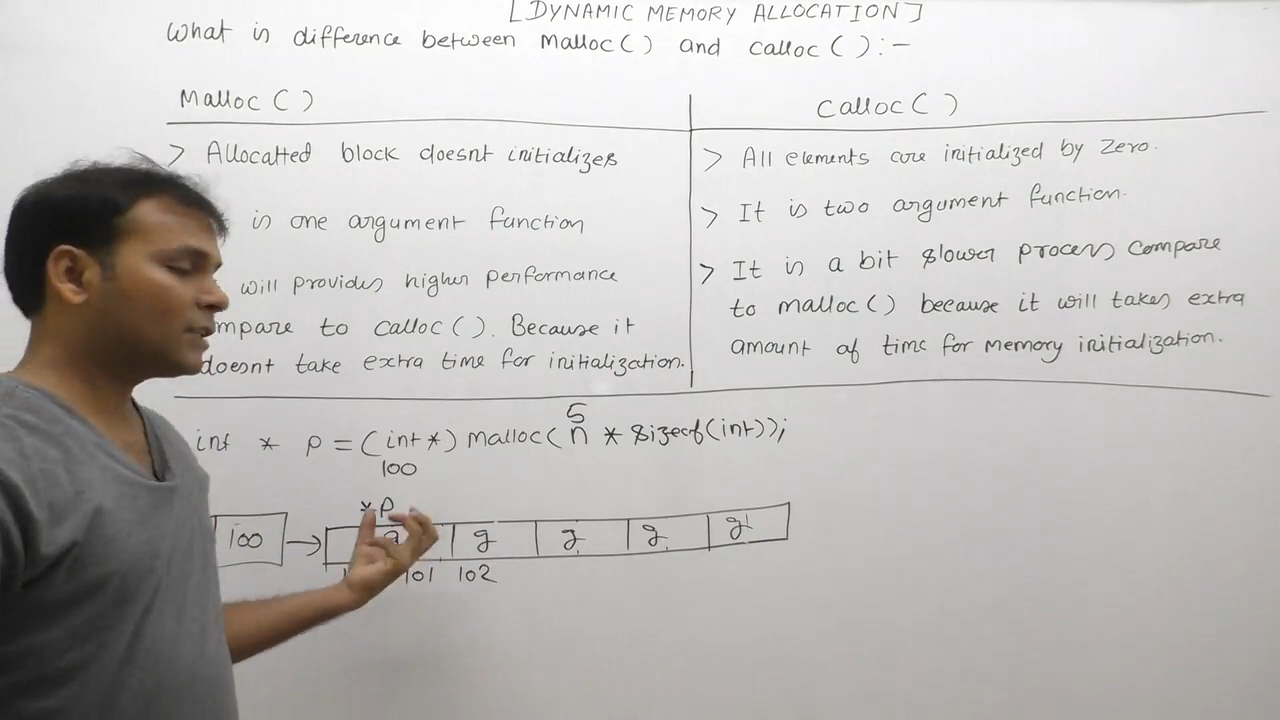 [DYNAMIC MEMORY ALLOCATION]
What is difference between Malloc() and calloc():-
Malloc()
> Allocatted block doesnt initializes
is one argument function
will provides higher performance
mpare to calloc(). Because it
doesnt take extra time for initialization.
calloc()
> All elements are initialized by Zero.
> It is two argument function.
> It is a bit slower process compare
to malloc() because it will takes extra
amount of time for memory initialization.
5
int * p = (int*) malloc(n * sizeof(int));
100
*p
100 g g g g
101 102